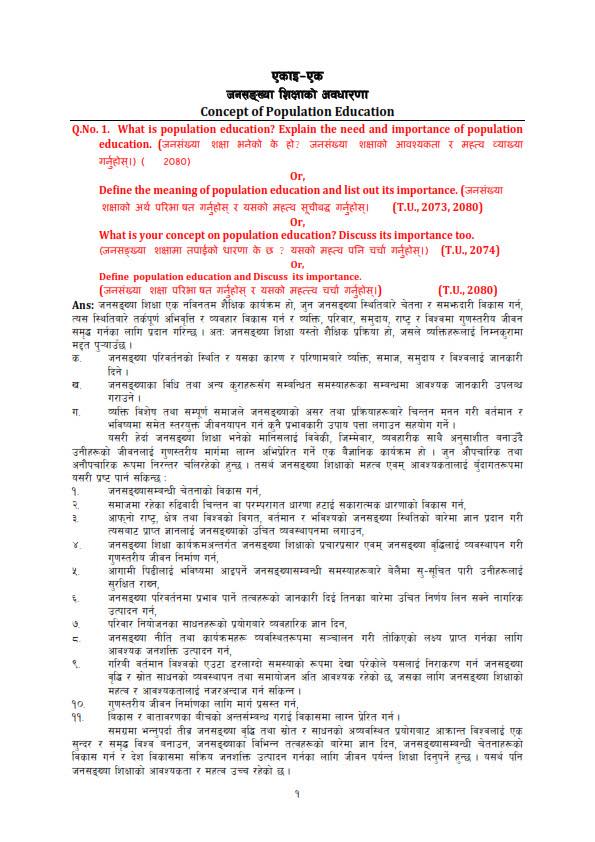 एकाइ–एक
जनसङ्ख्या शिक्षाको अवधारणा
Concept of Population Education
Q.No. 1. What is population education? Explain the need and importance of population
education. (जनसंख्या शक्षा भनेको के हो? जनसंख्या शक्षाको आवश्यकता र महत्व व्याख्या
गर्नुहोस्।) ( 2080)
Or,
Define the meaning of population education and list out its importance. (जनसंख्या
शक्षाको अर्थ परिभा षत गर्नुहोस् र यसको महत्व सूचीबद्ध गर्नुहोस्। (T.U., 2073, 2080)
Or,
What is your concept on population education? Discuss its importance too.
(जनसङ्ख्या शक्षामा तपाईको धारणा के छ ? यसको महत्व पनि चर्चा गर्नुहोस्।) (T.U., 2074)
Or,
Define population education and Discuss its importance.
(जनसंख्या शक्षा परिभाषत गर्नुहोस् र यसको महत्त्व चर्चा गर्नुहोस्।) (T.U., 2080)
Ans: जनसङ्ख्या शिक्षा एक नविनतम शैक्षिक कार्यक्रम हो, जुन जनसङ्ख्या स्थितिबारे चेतना र समझदारी विकास गर्न,
त्यस स्थितिबारे तर्कपूर्ण अभिवृत्ति र व्यवहार विकास गर्न र व्यक्ति, परिवार, समुदाय, राष्ट्र र विश्वमा गुणस्तरीय जीवन
समृद्ध गर्नका लागि प्रदान गरिन्छ । अतः जनसङ्ख्या शिक्षा यस्तो शैक्षिक प्रक्रिया हो, जसले व्यक्तिहरूलाई निम्नकुरामा
मद्दत पुऱ्याउँछ ।
क. जनसङ्ख्या परिवर्तनको स्थिति र यसका कारण र परिणामबारे व्यक्ति, समाज, समुदाय र विश्वलाई जानकारी
दिने ।
ख. जनसङ्ख्याका विधि तथा अन्य कुराहरूसँग सम्बन्धित समस्याहरूका सम्बन्धमा आवश्यक जानकारी उपलब्ध
गराउने ।
ग. व्यक्ति विशेष तथा सम्पूर्ण समाजले जनसङ्ख्याको असर तथा प्रक्रियाहरूबारे चिन्तन मनन गरी वर्तमान र
भविष्यमा समेत स्तरयुक्त जीवनयापन गर्न कुनै प्रभावकारी उपाय पत्ता लगाउन सहयोग गर्ने ।
यसरी हेर्दा जनसङ्ख्या शिक्षा भनेको मानिसलाई विवेकी, जिम्मेवार, व्यवहारीक साथै अनुसाशीत बनाउँदै
उनीहरूको जीवनलाई गुणस्तरीय मार्गमा लाग्न अभिप्रेरित गर्ने एक वैज्ञानिक कार्यक्रम हो । जुन औपचारिक तथा
अनौपचारिक रूपमा निरन्तर चलिरहेको हुन्छ । तसर्थ जनसङ्ख्या शिक्षाको महत्व एवम् आवश्यकतालाई बुँदागतरूपमा
यसरी प्रष्ट पार्न सकिन्छ :
१. जनसङ्ख्यासम्बन्धी चेतनाको विकास गर्न,
२. समाजमा रहेका रुढिवादी चिन्तन वा परम्परागत धारणा हटाई सकारात्मक धारणाको विकास गर्न,
३. आफ्नो राष्ट्र, क्षेत्र तथा विश्वको विगत, वर्तमान र भविष्यको जनसङ्ख्या स्थितिको बारेमा ज्ञान प्रदान गरी
त्यसबाट प्राप्त ज्ञानलाई जनसङ्ख्याको उचित व्यवस्थापनमा लगाउन,
४. जनसङ्ख्या शिक्षा कार्यक्रमअन्तर्गत जनसङ्ख्या शिक्षाको प्रचारप्रसार एवम् जनसङ्ख्या वृद्धिलाई व्यवस्थापन गरी
गुणस्तरीय जीवन निर्माण गर्न,
५. आगामी पिढीलाई भविष्यमा आइपर्ने जनसङ्ख्यासम्बन्धी समस्याहरूबारे बेलैमा सु-सूचित पारी उनीहरूलाई
सुरक्षित राख्न,
६. जनसङ्ख्या परिवर्तनमा प्रभाव पार्ने तत्वहरूको जानकारी दिई तिनका बारेमा उचित निर्णय लिन सक्ने नागरिक
उत्पादन गर्न,
७. परिवार नियोजनका साधनहरूको प्रयोगबारे व्यवहारिक ज्ञान दिन,
८. जनसङ्ख्या नीति तथा कार्यक्रमहरू व्यवस्थितरूपमा सञ्चालन गरी तोकिएको लक्ष्य प्राप्त गर्नका लागि
आवश्यक जनशक्ति उत्पादन गर्न,
९. गरिबी वर्तमान विश्वको एउटा डरलाग्दो समस्याको रूपमा देखा परेकोले यसलाई निराकरण गर्न जनसङ्ख्या
वृद्धि र स्रोत साधनको व्यवस्थापन तथा समायोजन अति आवश्यक रहेको छ, जसका लागि जनसङ्ख्या शिक्षाको
महत्व र आवश्यकतालाई नजरअन्दाज गर्न सकिन्न ।
१०. गुणस्तरीय जीवन निर्माणका लागि मार्ग प्रसस्त गर्न,
११. विकास र वातावरणका बीचको अन्तर्सम्बन्ध गराई विकासमा लाग्न प्रेरित गर्न ।
समग्रमा भन्नुपर्दा तीव्र जनसङ्ख्या वृद्धि तथा स्रोत र साधनको अव्यवस्थित प्रयोगबाट आक्रान्त विश्वलाई एक
सुन्दर र समृद्ध विश्व बनाउन, जनसङ्ख्याका विभिन्न तत्वहरूको बारेमा ज्ञान दिन, जनसङ्ख्यासम्बन्धी चेतनाहरूको
विकास गर्न र देश विकासमा सक्रिय जनशक्ति उत्पादन गर्नका लागि जीवन पर्यन्त शिक्षा दिनुपर्ने हुन्छ । यसर्थ पनि
जनसङ्ख्या शिक्षाको आवश्यकता र महत्व उच्च रहेको छ ।
१